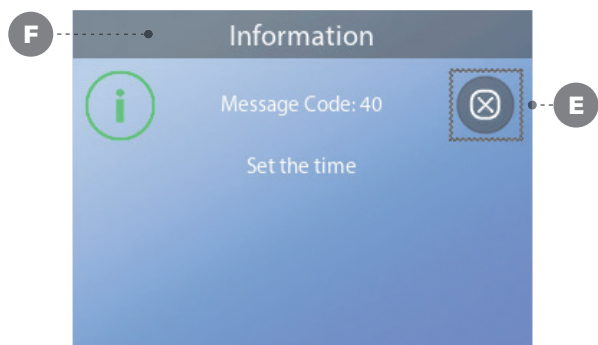 F
Information
Message Code: 40
E
Set the time